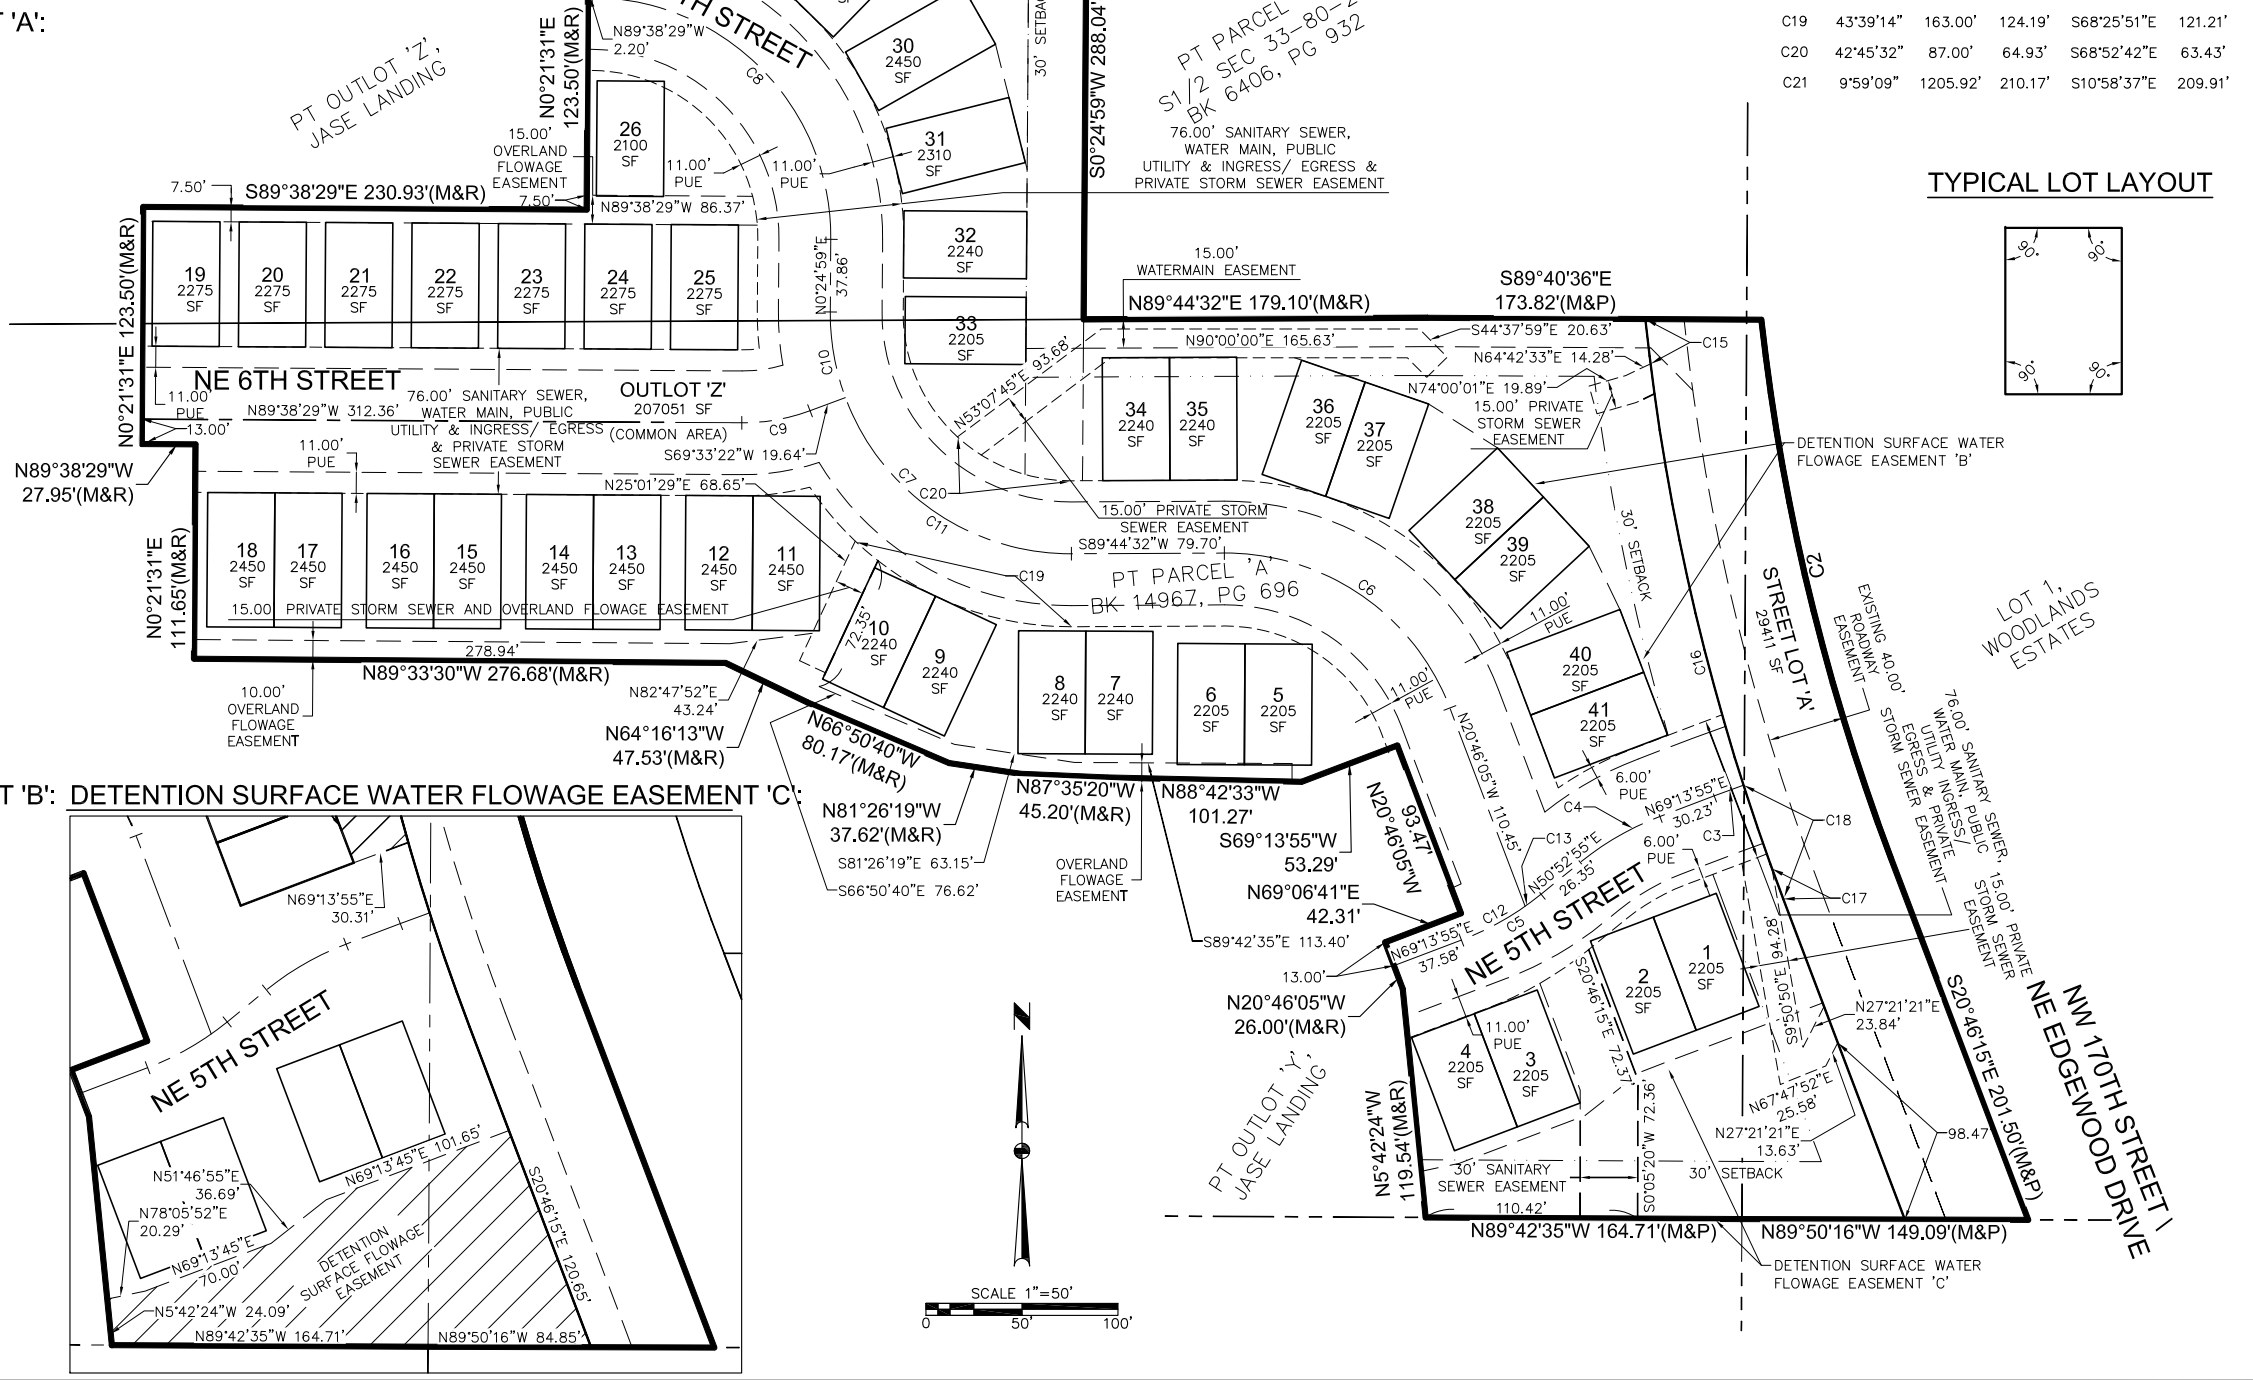 T 'A':
PT OUTLOT 'Z',
JASE LANDING
N0°21'31"E
123.50'(M&R)
N89°38'29"W
2.20'
TH STREET
C8
30
2450
SF
30' SETBACK
S0°24'59"W 288.04'
PT PARCEL
S1/2 SEC 33-80-2
BK 6406, PG 932
C19 43°39'14" 163.00' 124.19' S68°25'51"E 121.21'
C20 42°45'32" 87.00' 64.93' S68°52'42"E 63.43'
C21 9°59'09" 1205.92' 210.17' S10°58'37"E 209.91'
15.00'
OVERLAND
FLOWAGE
EASEMENT
7.50'
26
2100
SF
11.00'
PUE
11.00'
PUE
31
2310
SF
76.00' SANITARY SEWER,
WATER MAIN, PUBLIC
UTILITY & INGRESS/ EGRESS &
PRIVATE STORM SEWER EASEMENT
TYPICAL LOT LAYOUT
90°
90°
90°
90°
7.50'
S89°38'29"E 230.93'(M&R)
N89°38'29"W 86.37'
N0°21'31"E 123.50'(M&R)
19
2275
SF
20
2275
SF
21
2275
SF
22
2275
SF
23
2275
SF
24
2275
SF
25
2275
SF
N0°24'59"E
37.86'
32
2240
SF
33
2205
SF
15.00'
WATERMAIN EASEMENT
N89°44'32"E 179.10'(M&R)
S89°40'36"E
173.82'(M&P)
S44°37'59"E 20.63'
N90°00'00"E 165.63'
N64°42'33"E 14.28'
C15
N74°00'01"E 19.89'
15.00' PRIVATE
STORM SEWER
EASEMENT
N53°07'45"E 93.68'
C10
NE 6TH STREET
11.00'
PUE
13.00'
N89°38'29"W 312.36'
76.00' SANITARY SEWER,
WATER MAIN, PUBLIC
UTILITY & INGRESS/ EGRESS
& PRIVATE STORM
SEWER EASEMENT
OUTLOT 'Z'
207051 SF
(COMMON AREA)
C9
S69°33'22"W 19.64'
N89°38'29"W
27.95'(M&R)
11.00'
PUE
N25°01'29"E 68.65'
C7
C20
C11
34
2240
SF
35
2240
SF
36
2205
SF
37
2205
SF
DETENTION SURFACE WATER
FLOWAGE EASEMENT 'B'
38
2205
SF
39
2205
SF
30' SETBACK
15.00' PRIVATE STORM
SEWER EASEMENT
S89°44'32"W 79.70'
PT PARCEL 'A'
BK 14967, PG 696
C19
C6
N0°21'31"E
111.65'(M&R)
18
2450
SF
17
2450
SF
16
2450
SF
15
2450
SF
14
2450
SF
13
2450
SF
12
2450
SF
11
2450
SF
15.00 PRIVATE STORM SEWER AND OVERLAND FLOWAGE EASEMENT
278.94'
N89°33'30"W 276.68'(M&R)
10.00'
OVERLAND
FLOWAGE
EASEMENT
N82°47'52"E
43.24'
N64°16'13"W
47.53'(M&R)
10
2240
SF
72.35'
9
2240
SF
8
2240
SF
7
2240
SF
6
2205
SF
5
2205
SF
11.00'
PUE
11.00'
PUE
40
2205
SF
41
2205
SF
C16
STREET LOT 'A'
29411 SF
C2
EXISTING 40.00'
ROADWAY
EASEMENT
LOT 1,
WOODLANDS
ESTATES
N66°50'40"W
80.17'(M&R)
N81°26'19"W
37.62'(M&R)
S81°26'19"E 63.15'
S66°50'40"E 76.62'
N87°35'20"W
45.20'(M&R)
OVERLAND
FLOWAGE
EASEMENT
N88°42'33"W
101.27'
S69°13'55"W
53.29'
N20°46'05"W
93.47'
N69°06'41"E
42.31'
S89°42'35"E 113.40'
N20°46'05"W 110.45'
6.00'
PUE
C4
N69°13'55"E
30.23'
C3
C13
N50°52'55"E
26.35'
6.00'
PUE
C18
C17
76.00' SANITARY SEWER,
WATER MAIN, PUBLIC
UTILITY INGRESS/
EGRESS & PRIVATE
STORM SEWER EASEMENT
15.00' PRIVATE
STORM SEWER
EASEMENT
C12
C5
N69°13'55"E
37.58'
13.00'
N20°46'05"W
26.00'(M&R)
NE 5TH STREET
1
2205
SF
2
2205
SF
3
2205
SF
4
2205
SF
11.00'
PUE
S20°46'15"E 72.37'
S9°50'50"E 94.28'
N27°21'21"E
23.84'
N67°47'52"E
25.58'
N27°21'21"E
13.63'
98.47
S20°46'15"E 201.50'(M&P)
NW 170TH STREET \
NE EDGEWOOD DRIVE
N5°42'24"W
119.54'(M&R)
PT OUTLOT 'Y',
JASE LANDING
30' SANITARY
SEWER EASEMENT
S0°05'20"W 72.36'
30' SETBACK
110.42'
N89°42'35"W 164.71'(M&P)
N89°50'16"W 149.09'(M&P)
DETENTION SURFACE WATER
FLOWAGE EASEMENT 'C'
N
SCALE 1"=50'
0 50' 100'
T 'B': DETENTION SURFACE WATER FLOWAGE EASEMENT 'C':
N69°13'55"E
30.31'
NE 5TH STREET
N51°46'55"E
36.69'
N78°05'52"E
20.29'
N69°13'45"E 101.65'
N69°13'45"E
70.00'
DETENTION
SURFACE FLOWAGE
EASEMENT
S20°46'15"E 120.65'
N5°42'24"W 24.09'
N89°42'35"W 164.71'
N89°50'16"W 84.85'